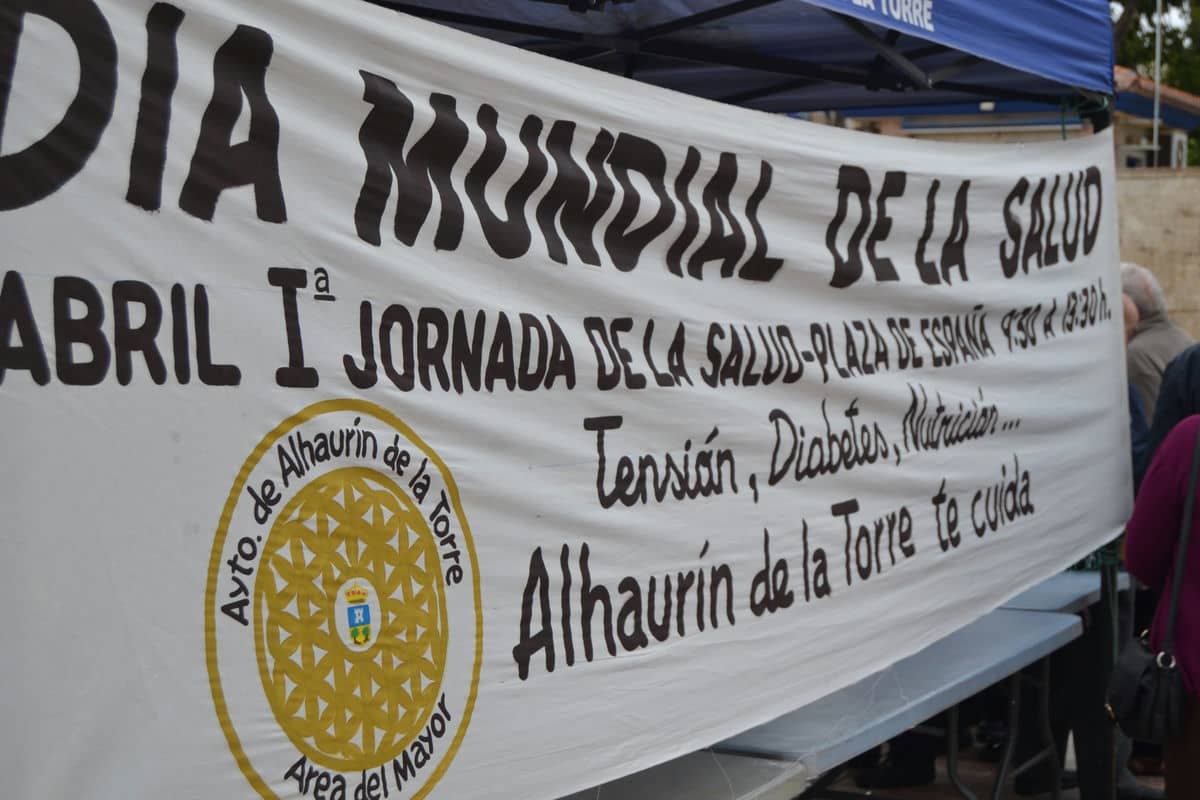 LA TORRE
DIA MUNDIAL DE LA SALUD
ABRIL Iª JORNADA DE LA SALUD-PLAZA DE ESPAÑA 9:30 A 13:30 h.
Tensión, Diabetes, Nutrición...
Alhaurín de la Torre te cuida
Ayto. de Alhaurín de la Torre
Area del Mayor